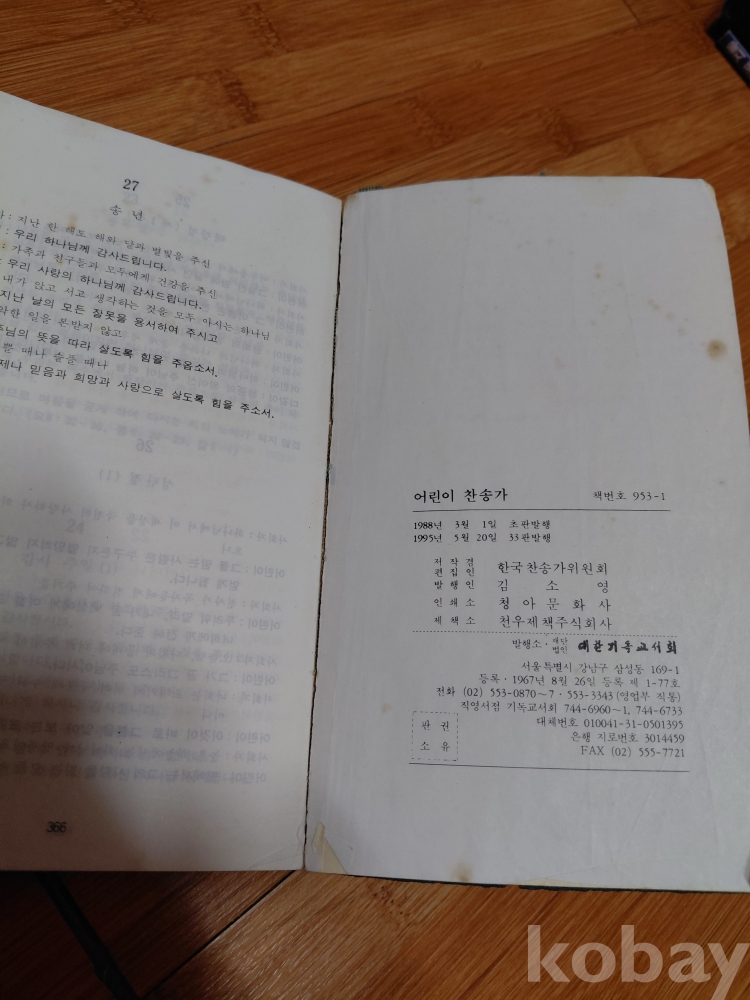 27
송 년
: 지난 한 해도 해와 달과 별빛을 주신
: 우리 하나님께 감사드립니다.
: 가족과 친구들과 모두에게 건강을 주신
: 우리 사랑의 하나님께 감사드립니다.
내가 앉고 서고 생각하는 것을 모두 아시는 하나님
지난 날의 모든 잘못을 용서하여 주시고
악한 일을 본받지 않고
주님의 뜻을 따라 살도록 힘을 주옵소서.
쁠 때나 슬플 때나
제나 믿음과 희망과 사랑으로 살도록 힘을 주소서.
366
어린이 찬송가 책번호 953-1
1988년 3월 1일 초판발행
1995년 5월 20일 33판발행
저작겸
편집인 한국찬송가위원회
발행인 김소영
인쇄소 청아문화사
제책소 천우제책주식회사
발행소·재단법인 대한기독교서회
서울특별시 강남구 삼성동 169-1
등록·1967년 8월 26일 등록 제 1-77호
전화 (02) 553-0870~7·553-3343(영업부 직통)
직영서점 기독교서회 744-6960~1, 744-6733
대체번호 010041-31-0501395
은행 지로번호 3014459
FAX (02) 555-7721
판 권
소 유
kobay